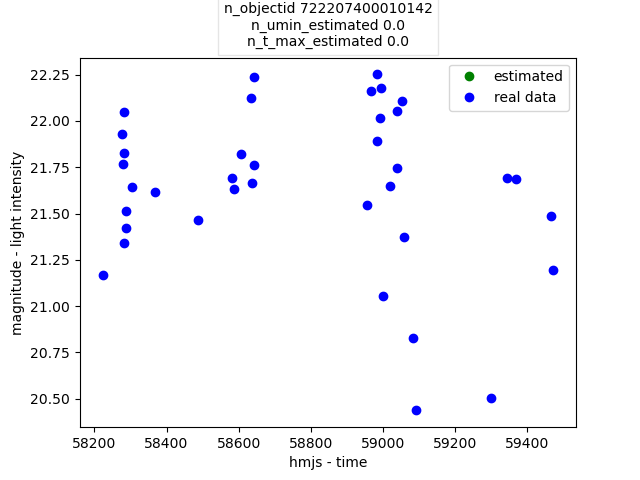 n_objectid 722207400010142
n_umin_estimated 0.0
n_t_max_estimated 0.0
estimated
real data
magnitude - light intensity
22.25
22.00
21.75
21.50
21.25
21.00
20.75
20.50
58200 58400 58600 58800 59000 59200 59400
hmjs - time